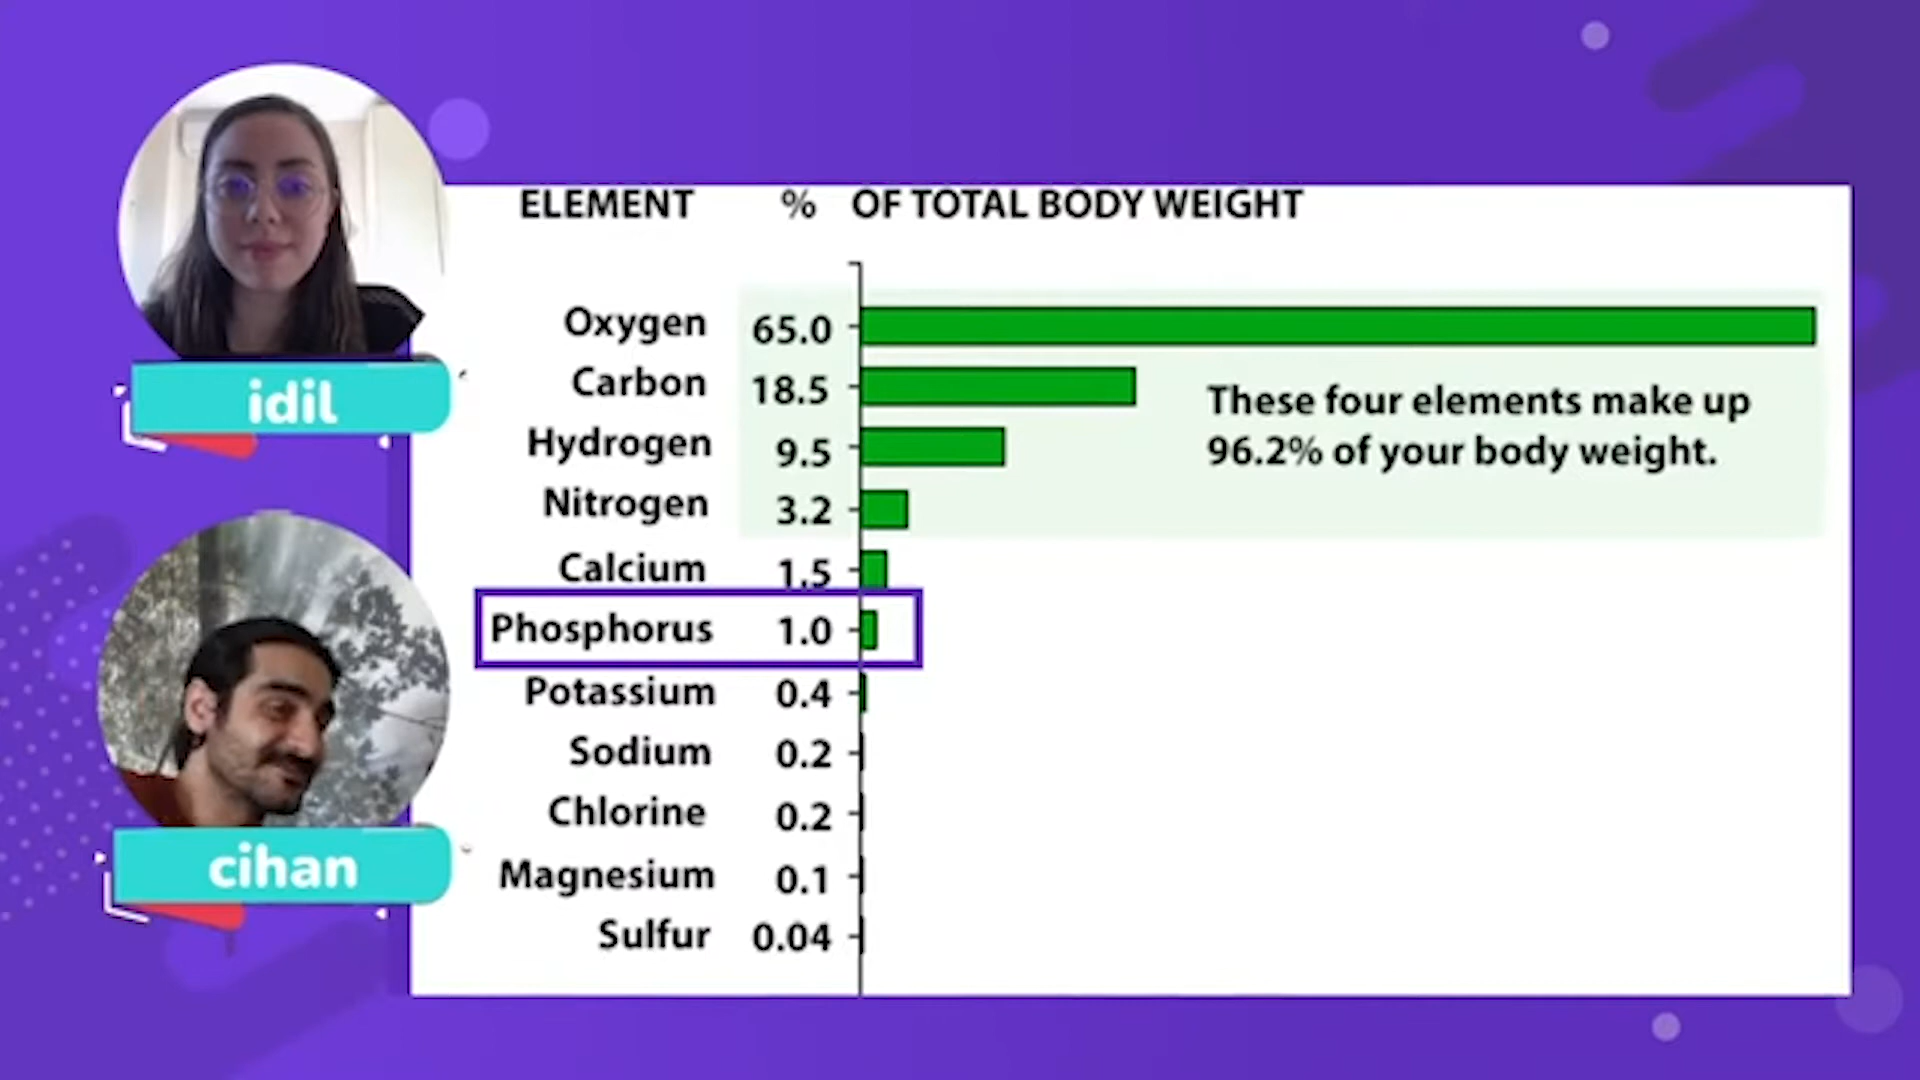 ELEMENT % OF TOTAL BODY WEIGHT
Oxygen 65.0
Carbon 18.5
Hydrogen 9.5
Nitrogen 3.2
Calcium 1.5
Phosphorus 1.0
Potassium 0.4
Sodium 0.2
Chlorine 0.2
Magnesium 0.1
Sulfur 0.04
These four elements make up
96.2% of your body weight.
idil
cihan